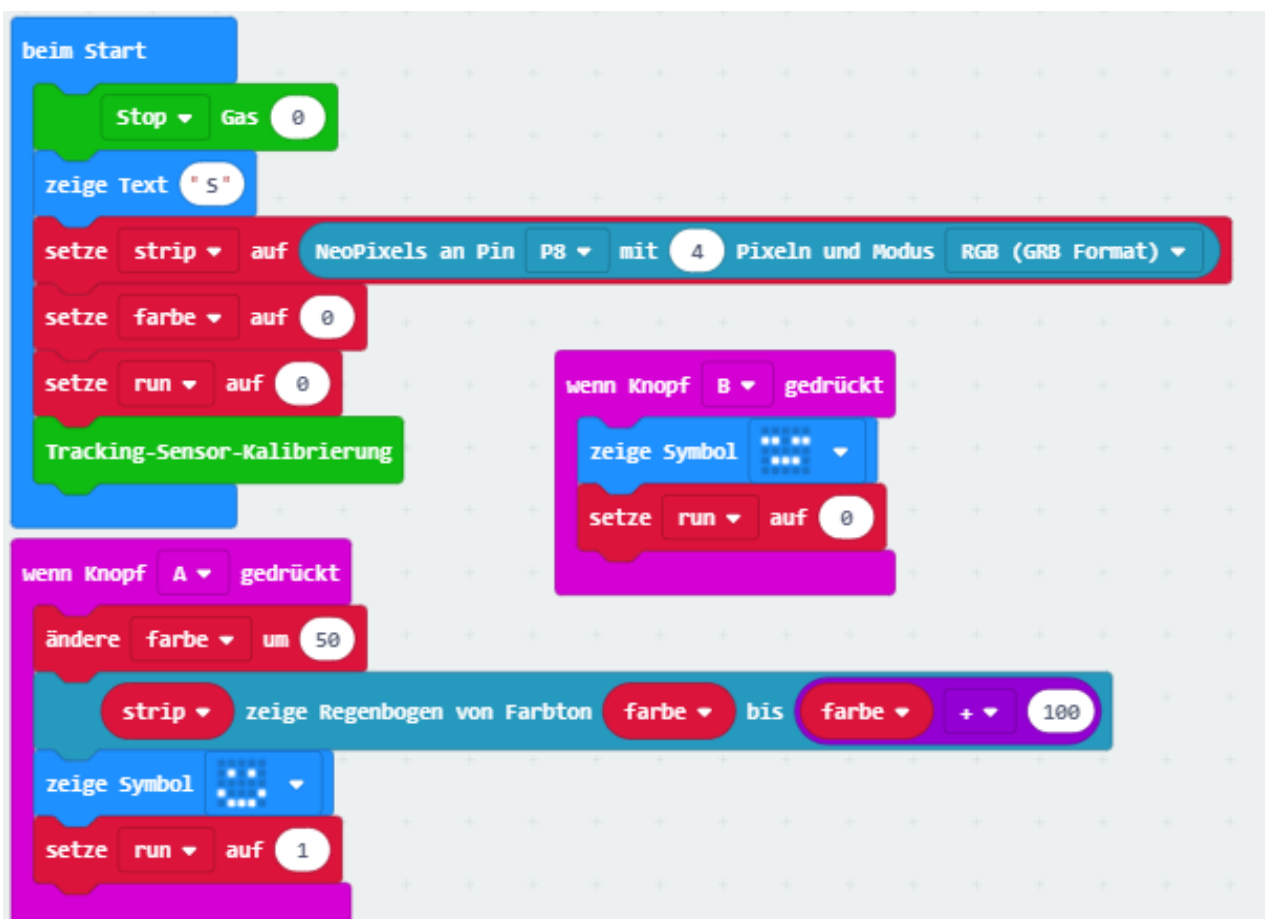 beim Start
Stop Gas 0
zeige Text "S"
setze strip auf NeoPixels an Pin P8 mit 4 Pixeln und Modus RGB (GRB Format)
setze farbe auf 0
setze run auf 0
Tracking-Sensor-Kalibrierung
wenn Knopf B gedrückt
zeige Symbol
setze run auf 0
wenn Knopf A gedrückt
ändere farbe um 50
strip zeige Regenbogen von Farbton farbe bis farbe + 100
zeige Symbol
setze run auf 1